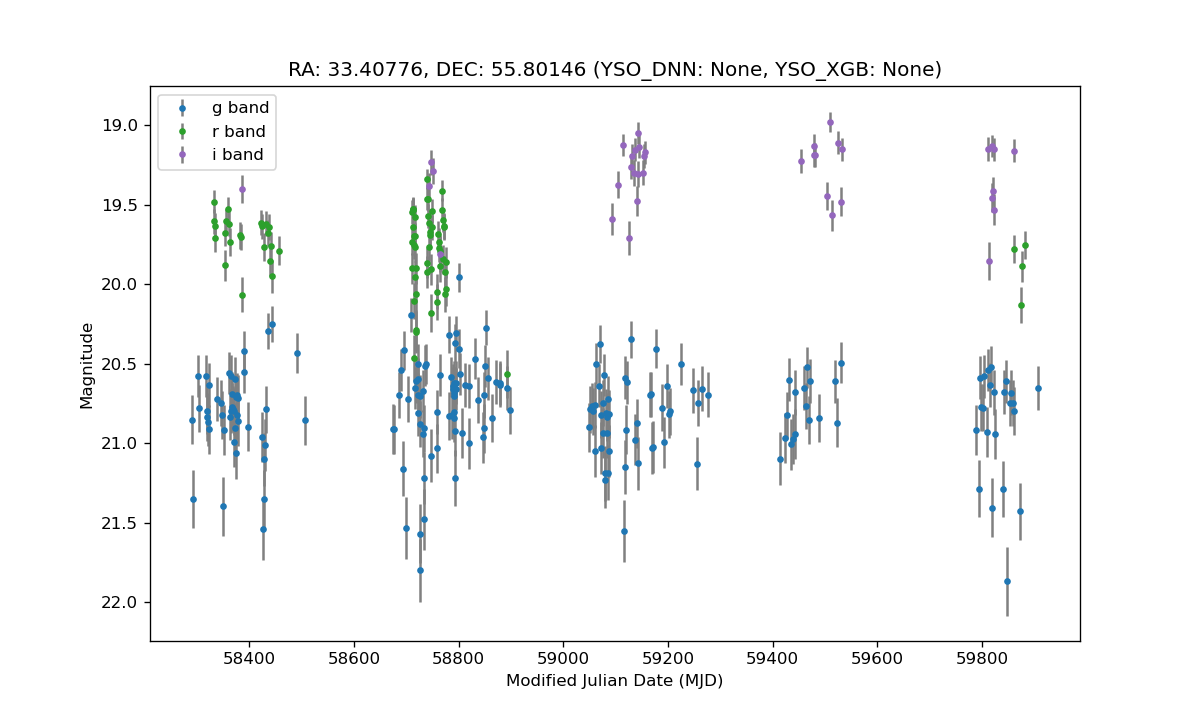 RA: 33.40776, DEC: 55.80146 (YSO_DNN: None, YSO_XGB: None)
g band
r band
i band
19.0
19.5
20.0
20.5
21.0
21.5
22.0
Magnitude
58400 58600 58800 59000 59200 59400 59600 59800
Modified Julian Date (MJD)